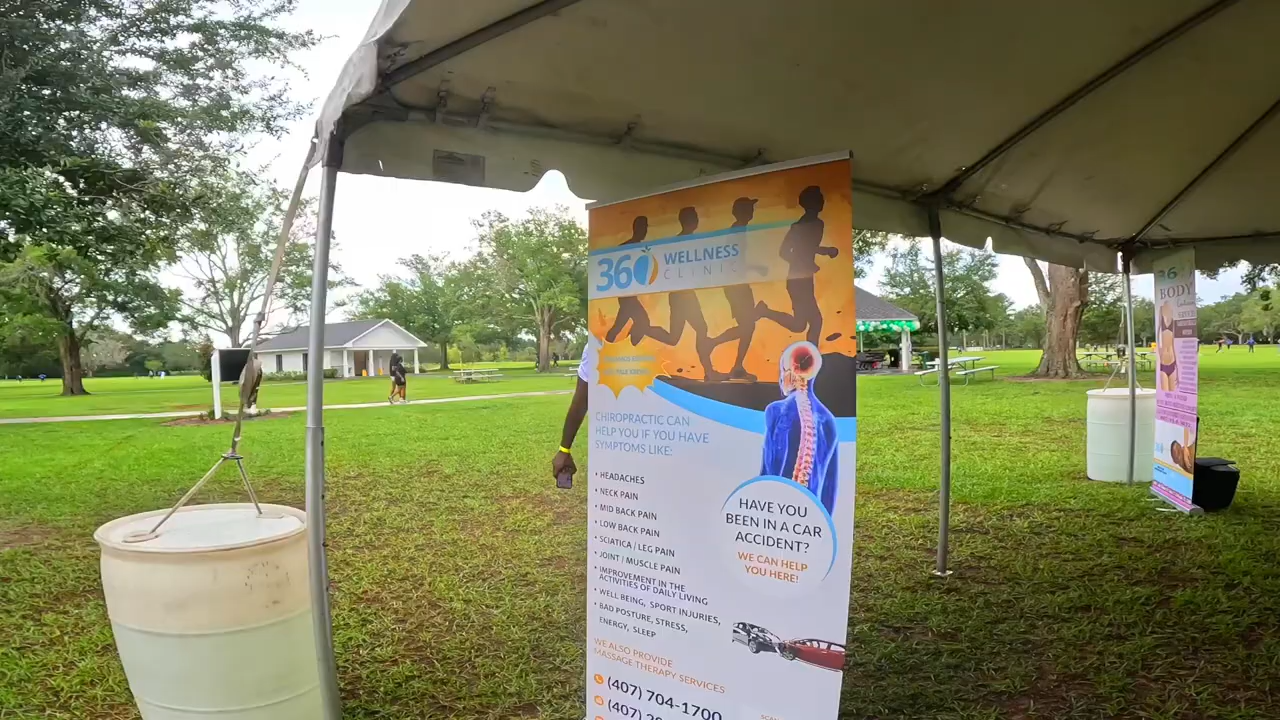 360 WELLNESS
CLINIC
CHIROPRACTIC CAN
HELP YOU IF YOU HAVE
SYMPTOMS LIKE:
• HEADACHES
• NECK PAIN
• MID BACK PAIN
• LOW BACK PAIN
• SCIATICA / LEG PAIN
• JOINT / MUSCLE PAIN
• IMPROVEMENT IN THE
ACTIVITIES OF DAILY LIVING
• WELL BEING, SPORT INJURIES,
• BAD POSTURE, STRESS,
ENERGY, SLEEP
HAVE YOU
BEEN IN A CAR
ACCIDENT?
WE CAN HELP
YOU HERE!
WE ALSO PROVIDE
MASSAGE THERAPY SERVICES
(407) 704-1700
(407)
BODY